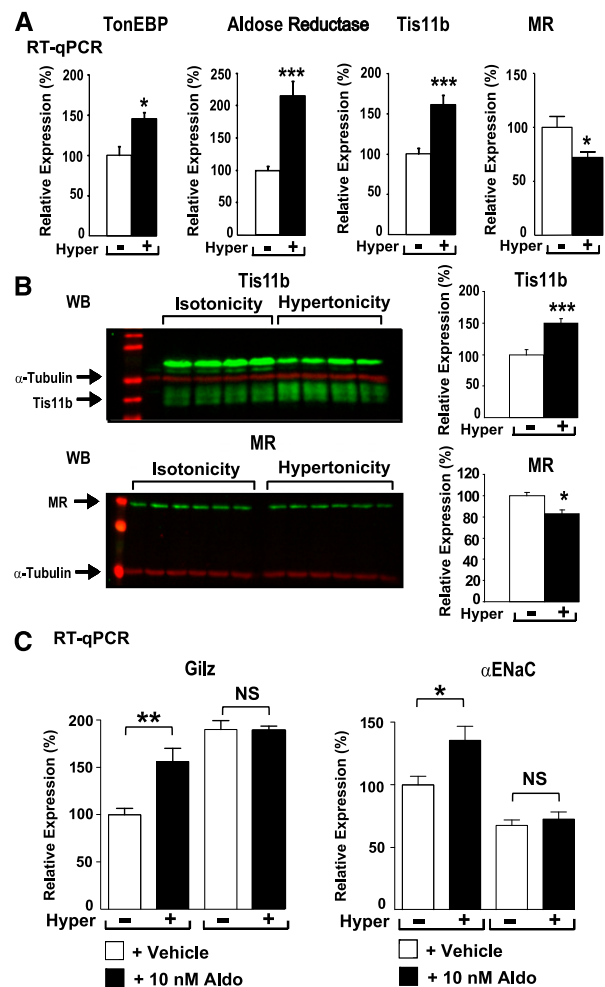 A
TonEBP
Aldose Reductase
Tis11b
MR
RT-qPCR
Relative Expression (%)
200
150
100
50
0
*
Hyper - +
Relative Expression (%)
250
200
150
100
50
0
***
Hyper - +
Relative Expression (%)
200
150
100
50
0
***
Hyper - +
Relative Expression (%)
150
100
50
0
*
Hyper - +
B
WB
Tis11b
Isotonicity
Hypertonicity
α-Tubulin
Tis11b
Tis11b
Relative Expression (%)
200
150
100
50
0
***
Hyper - +
WB
MR
Isotonicity
Hypertonicity
MR
α-Tubulin
MR
Relative Expression (%)
120
100
80
60
40
20
0
*
Hyper - +
C
RT-qPCR
Gilz
Relative Expression (%)
200
150
100
50
0
**
NS
Hyper - + - +
+ Vehicle
+ 10 nM Aldo
αENaC
Relative Expression (%)
150
100
50
0
*
NS
Hyper - + - +
+ Vehicle
+ 10 nM Aldo